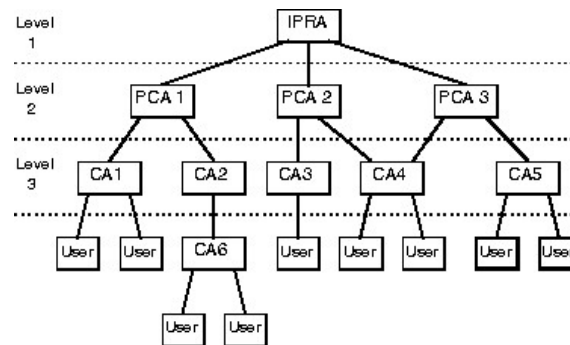 Level
1
IPRA
Level
2
PCA 1
PCA 2
PCA 3
Level
3
CA1
CA2
CA3
CA4
CA5
User
User
CA6
User
User
User
User
User
User
User